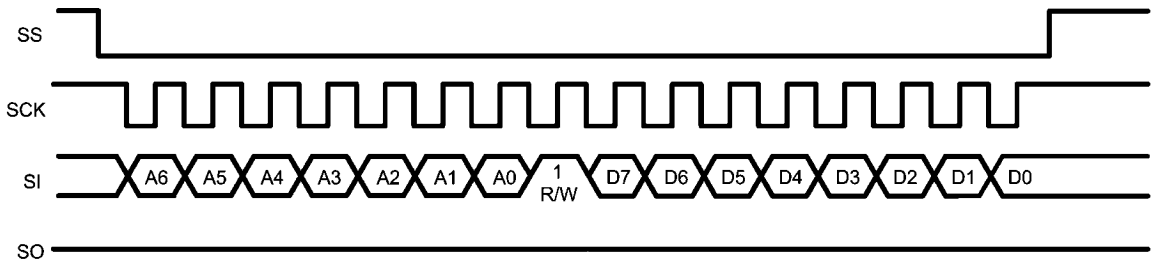 SS
SCK
SI A6 A5 A4 A3 A2 A1 A0 1 R/W D7 D6 D5 D4 D3 D2 D1 D0
SO